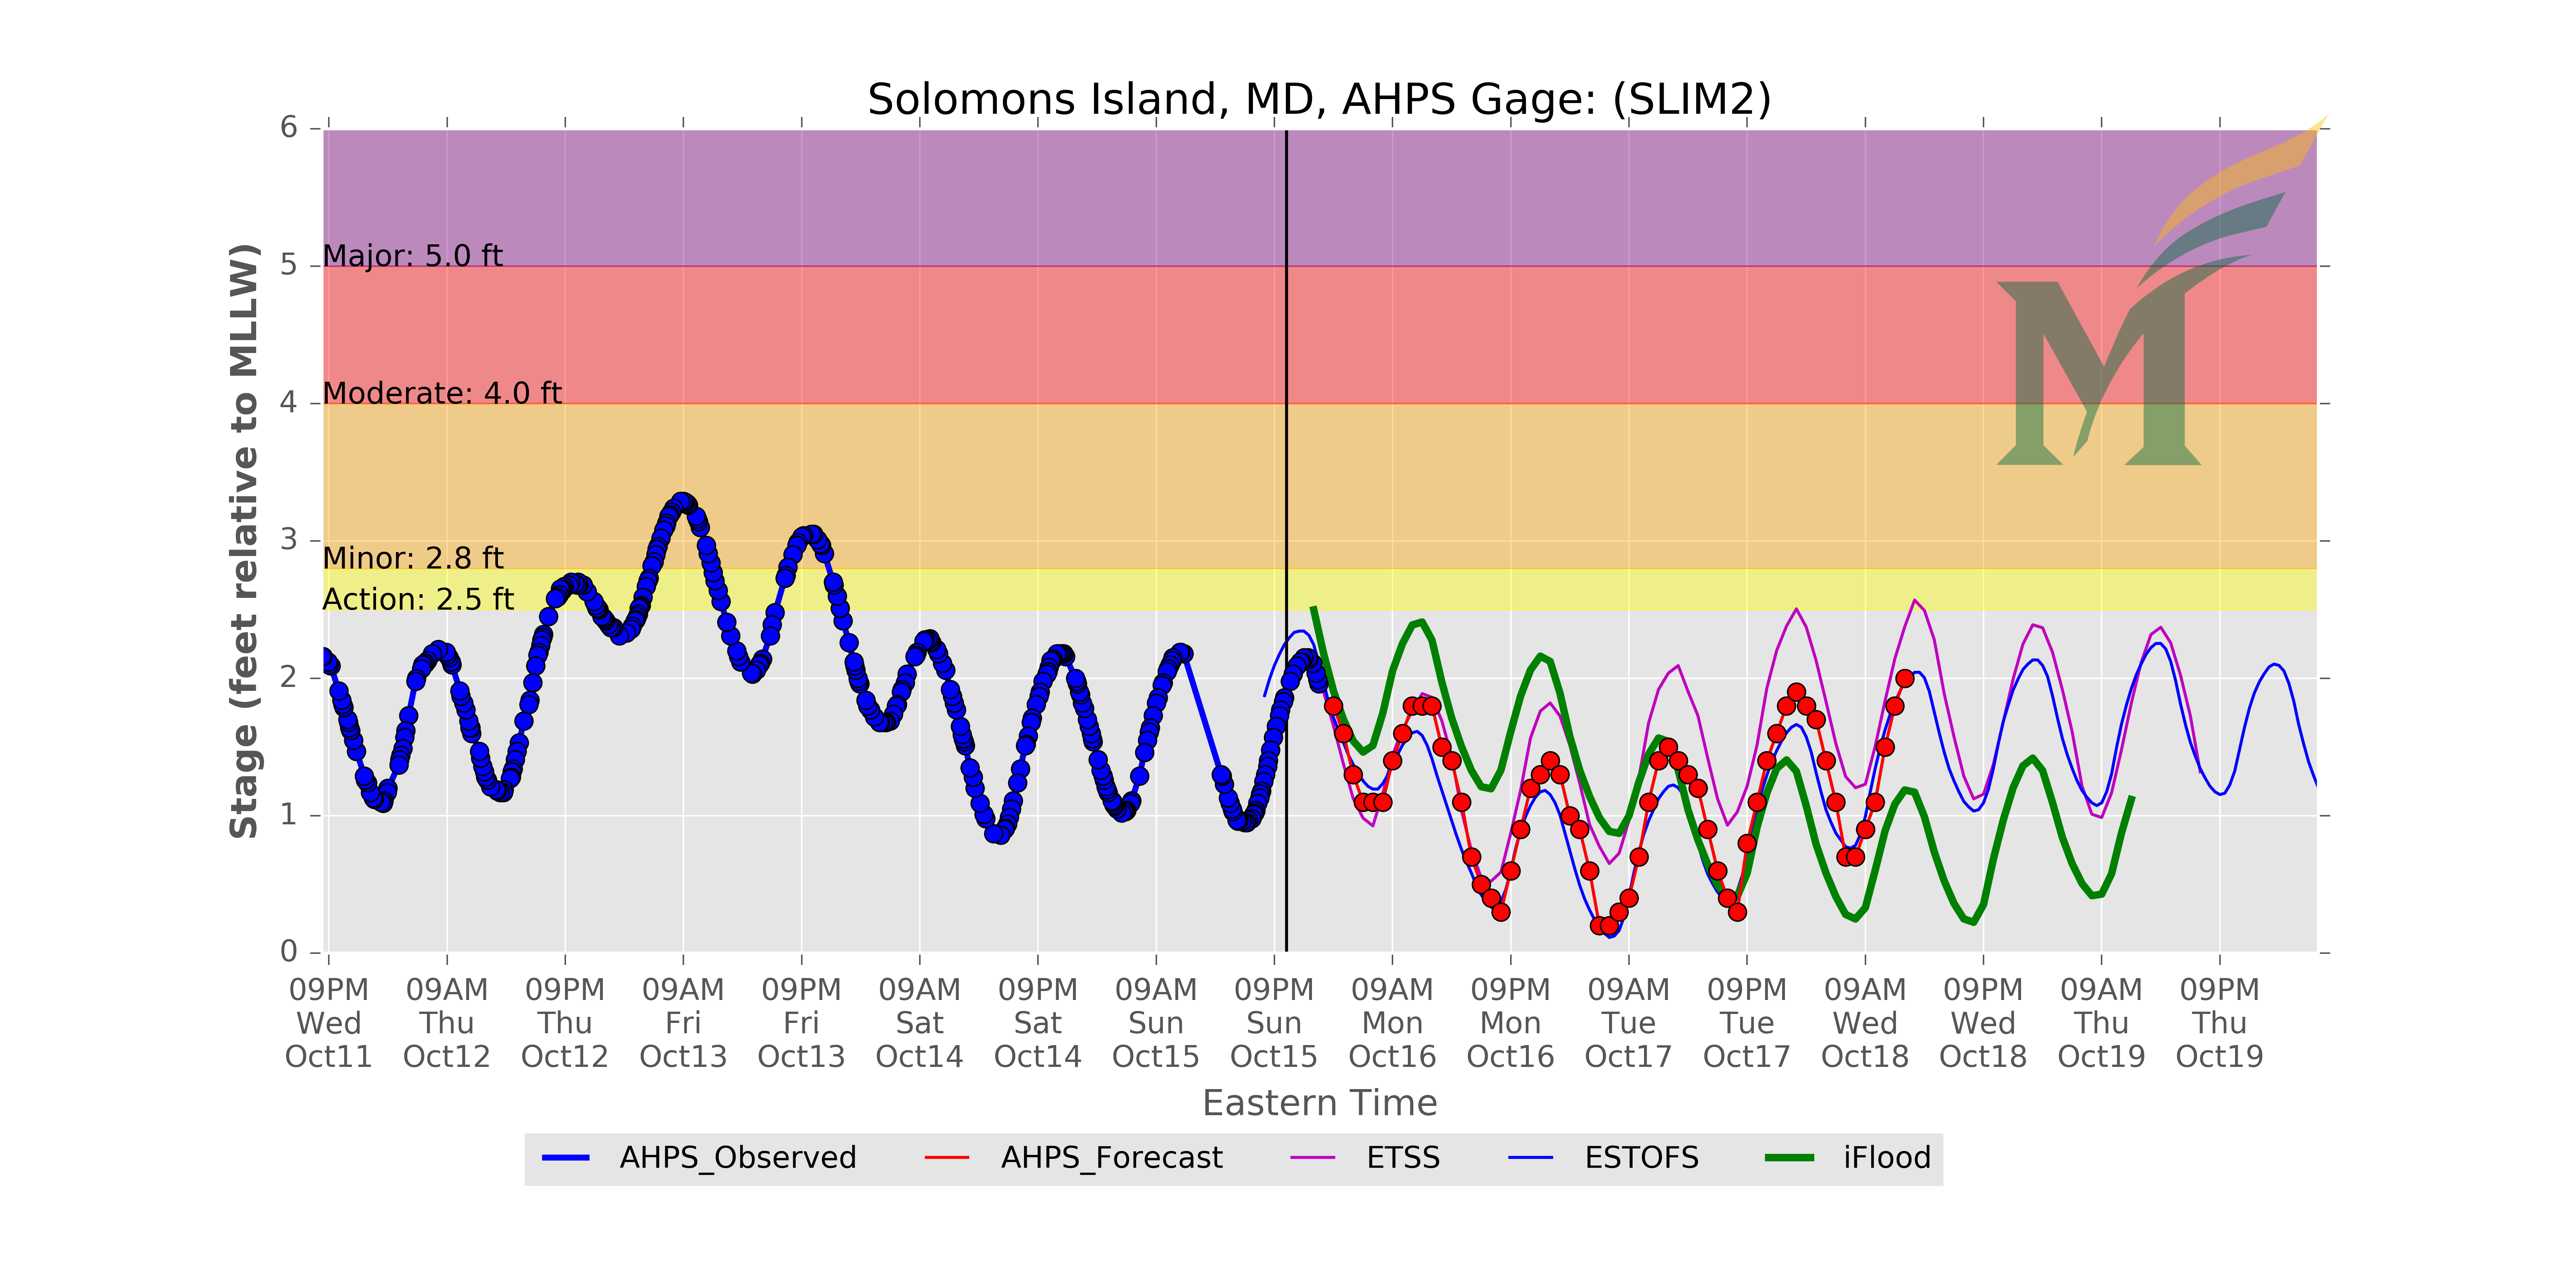 Solomons Island, MD, AHPS Gage: (SLIM2)
Stage (feet relative to MLLW)
6
5
4
3
2
1
0
Major: 5.0 ft
Moderate: 4.0 ft
Minor: 2.8 ft
Action: 2.5 ft
M
09PM 09AM 09PM 09AM 09PM 09AM 09PM 09AM 09PM 09AM 09PM 09AM 09PM 09AM 09PM 09AM 09PM
Wed Thu Thu Fri Fri Sat Sat Sun Sun Mon Mon Tue Tue Wed Wed Thu Thu
Oct11 Oct12 Oct12 Oct13 Oct13 Oct14 Oct14 Oct15 Oct15 Oct16 Oct16 Oct17 Oct17 Oct18 Oct18 Oct19 Oct19
Eastern Time
AHPS_Observed AHPS_Forecast ETSS ESTOFS iFlood